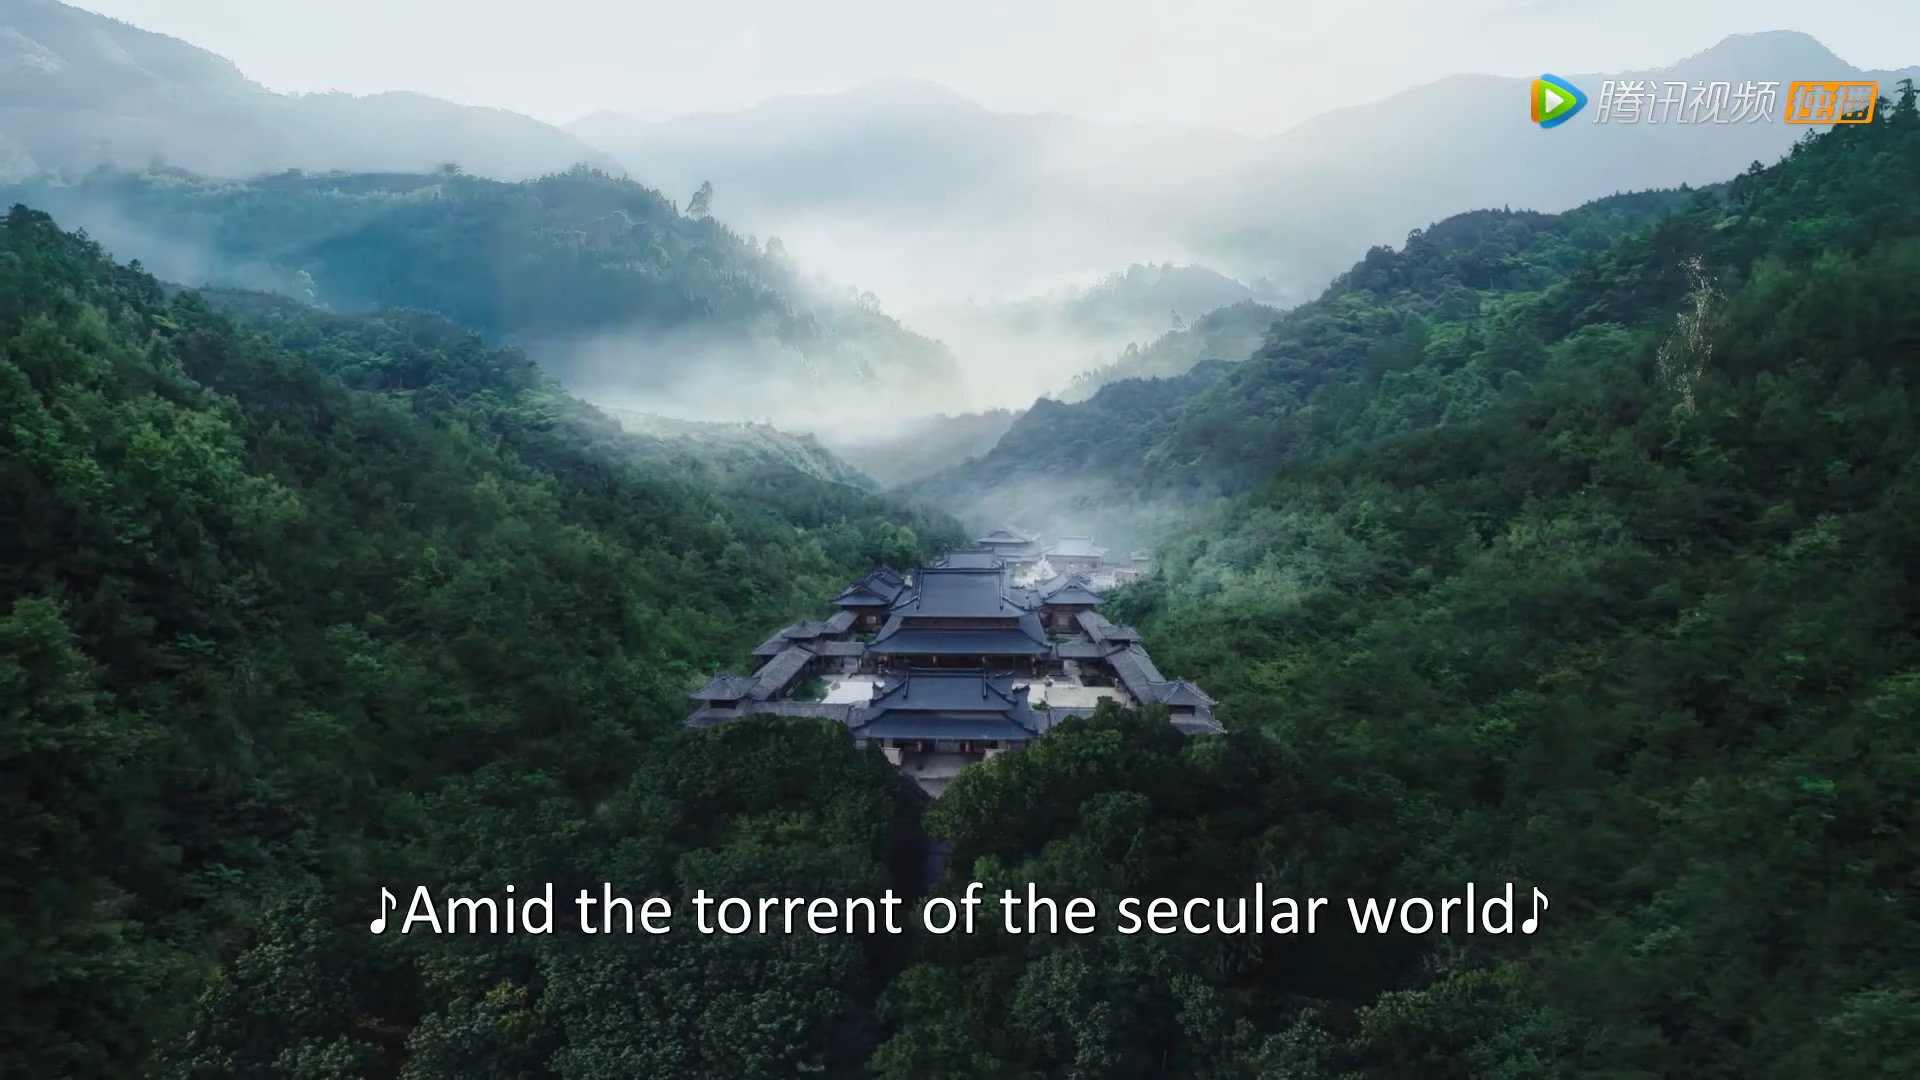 腾讯视频 独播
♪Amid the torrent of the secular world♪